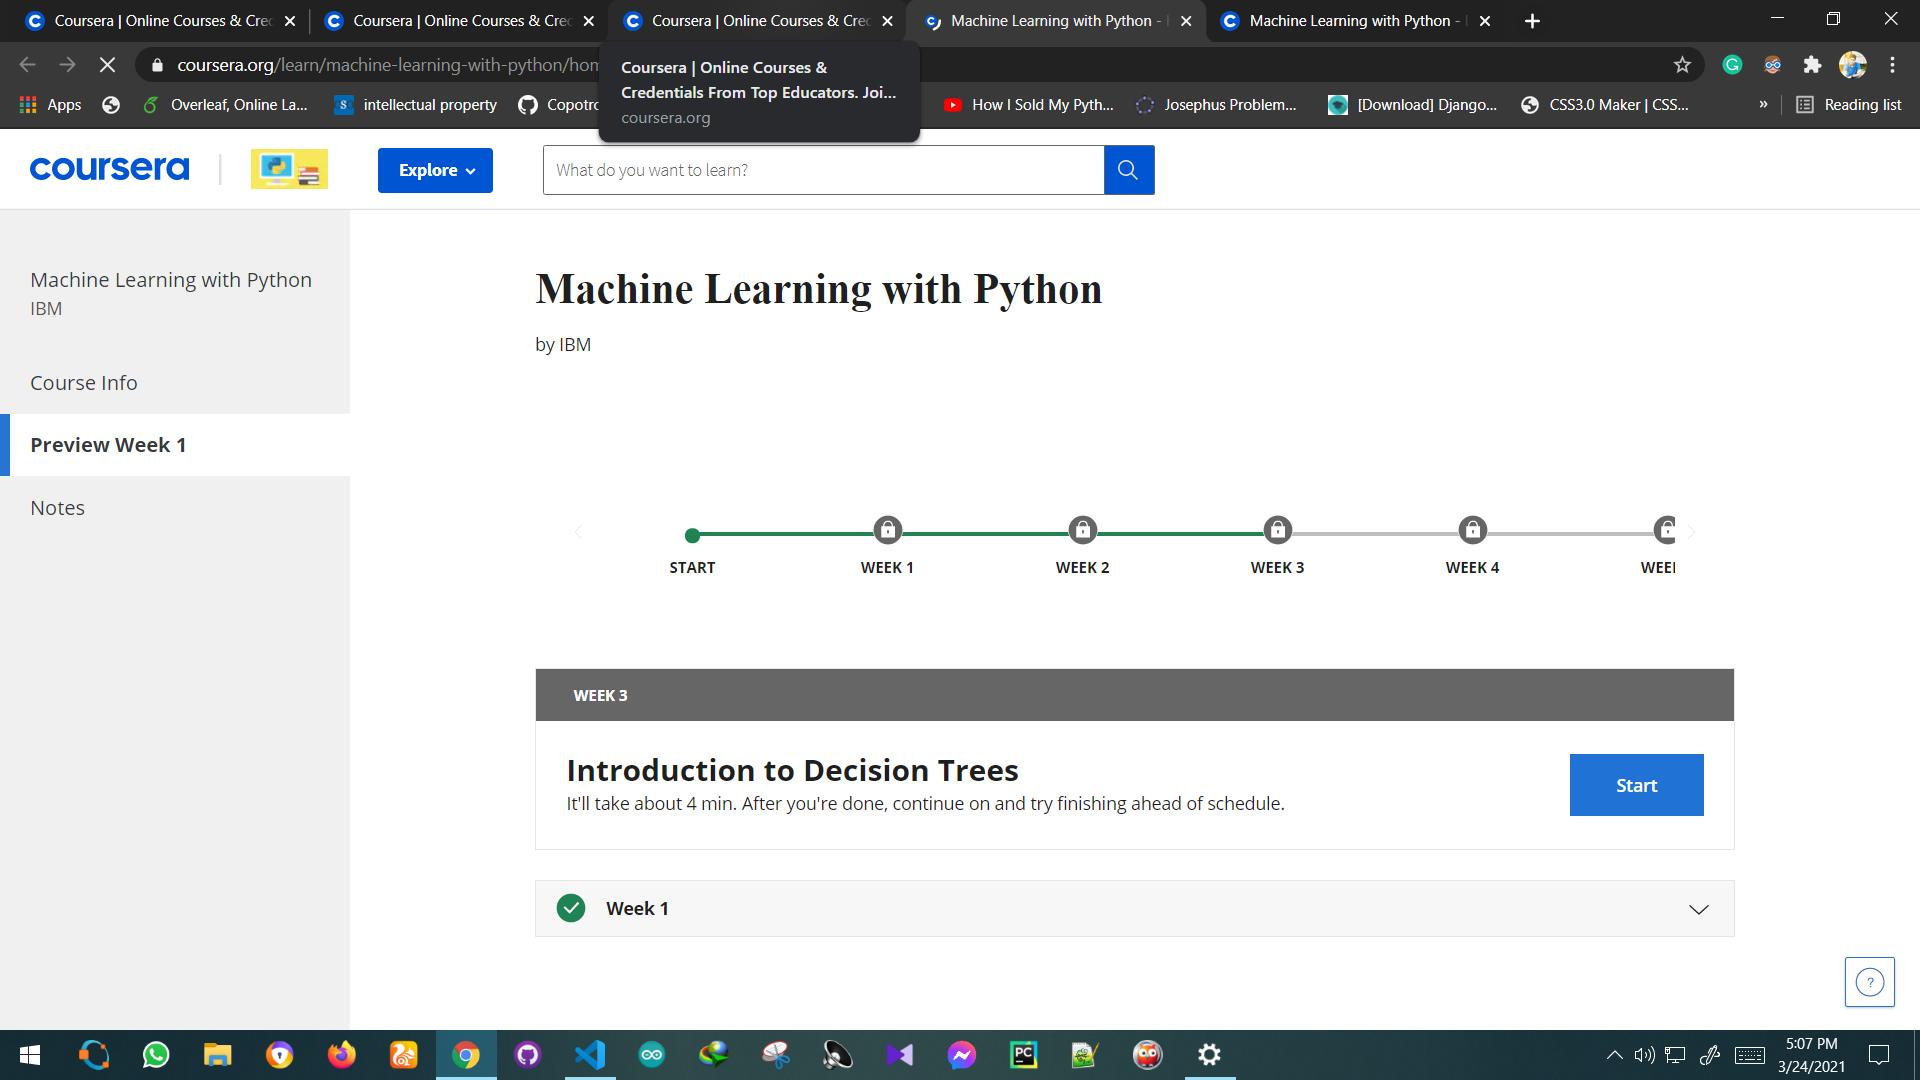 Coursera | Online Courses & Cre
Coursera | Online Courses & Cre
Coursera | Online Courses & Cre
Machine Learning with Python -
Machine Learning with Python -
coursera.org/learn/machine-learning-with-python/hom
Coursera | Online Courses &
Credentials From Top Educators. Joi...
coursera.org
Apps
Overleaf, Online La...
intellectual property
Copotro
How I Sold My Pyth...
Josephus Problem...
[Download] Django...
CSS3.0 Maker | CSS...
»
Reading list
coursera
Explore
What do you want to learn?
Machine Learning with Python
IBM
Course Info
Preview Week 1
Notes
Machine Learning with Python
by IBM
START
WEEK 1
WEEK 2
WEEK 3
WEEK 4
WEE
WEEK 3
Introduction to Decision Trees
It'll take about 4 min. After you're done, continue on and try finishing ahead of schedule.
Start
Week 1
?
PC
5:07 PM
3/24/2021